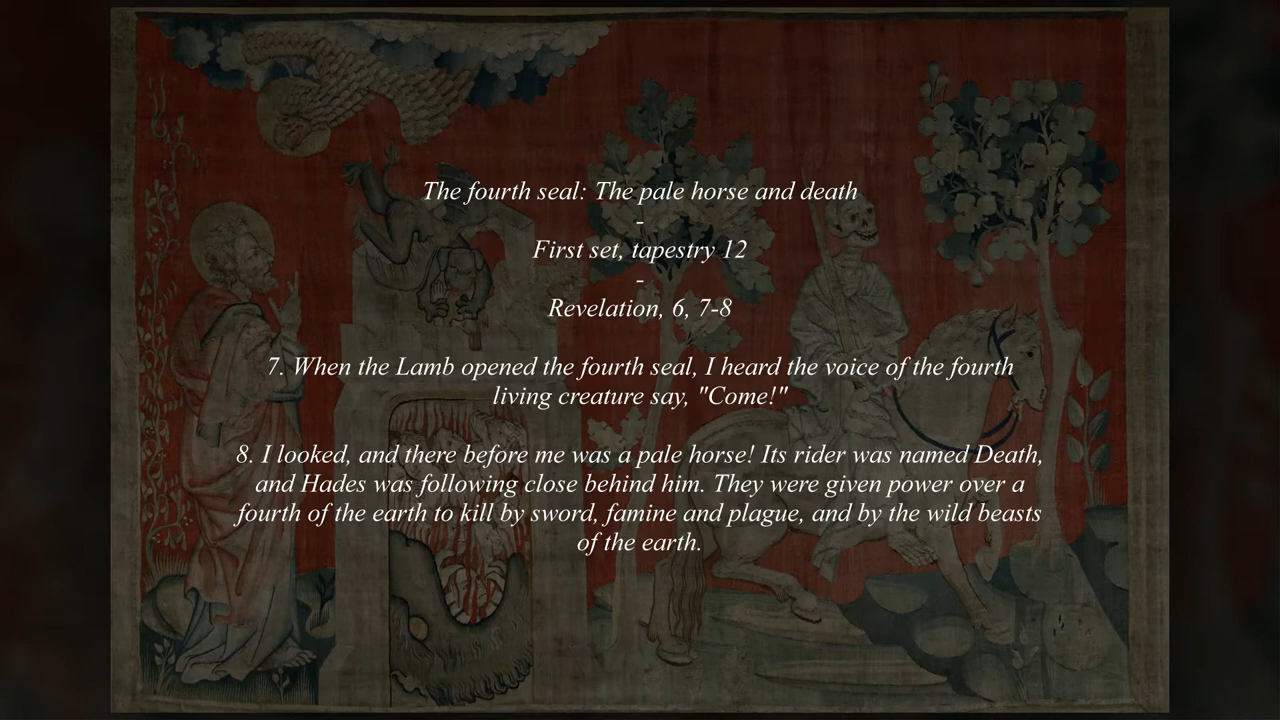 The fourth seal: The pale horse and death
-
First set, tapestry 12
-
Revelation, 6, 7-8
7. When the Lamb opened the fourth seal, I heard the voice of the fourth
living creature say, "Come!"
8. I looked, and there before me was a pale horse! Its rider was named Death,
and Hades was following close behind him. They were given power over a
fourth of the earth to kill by sword, famine and plague, and by the wild beasts
of the earth.